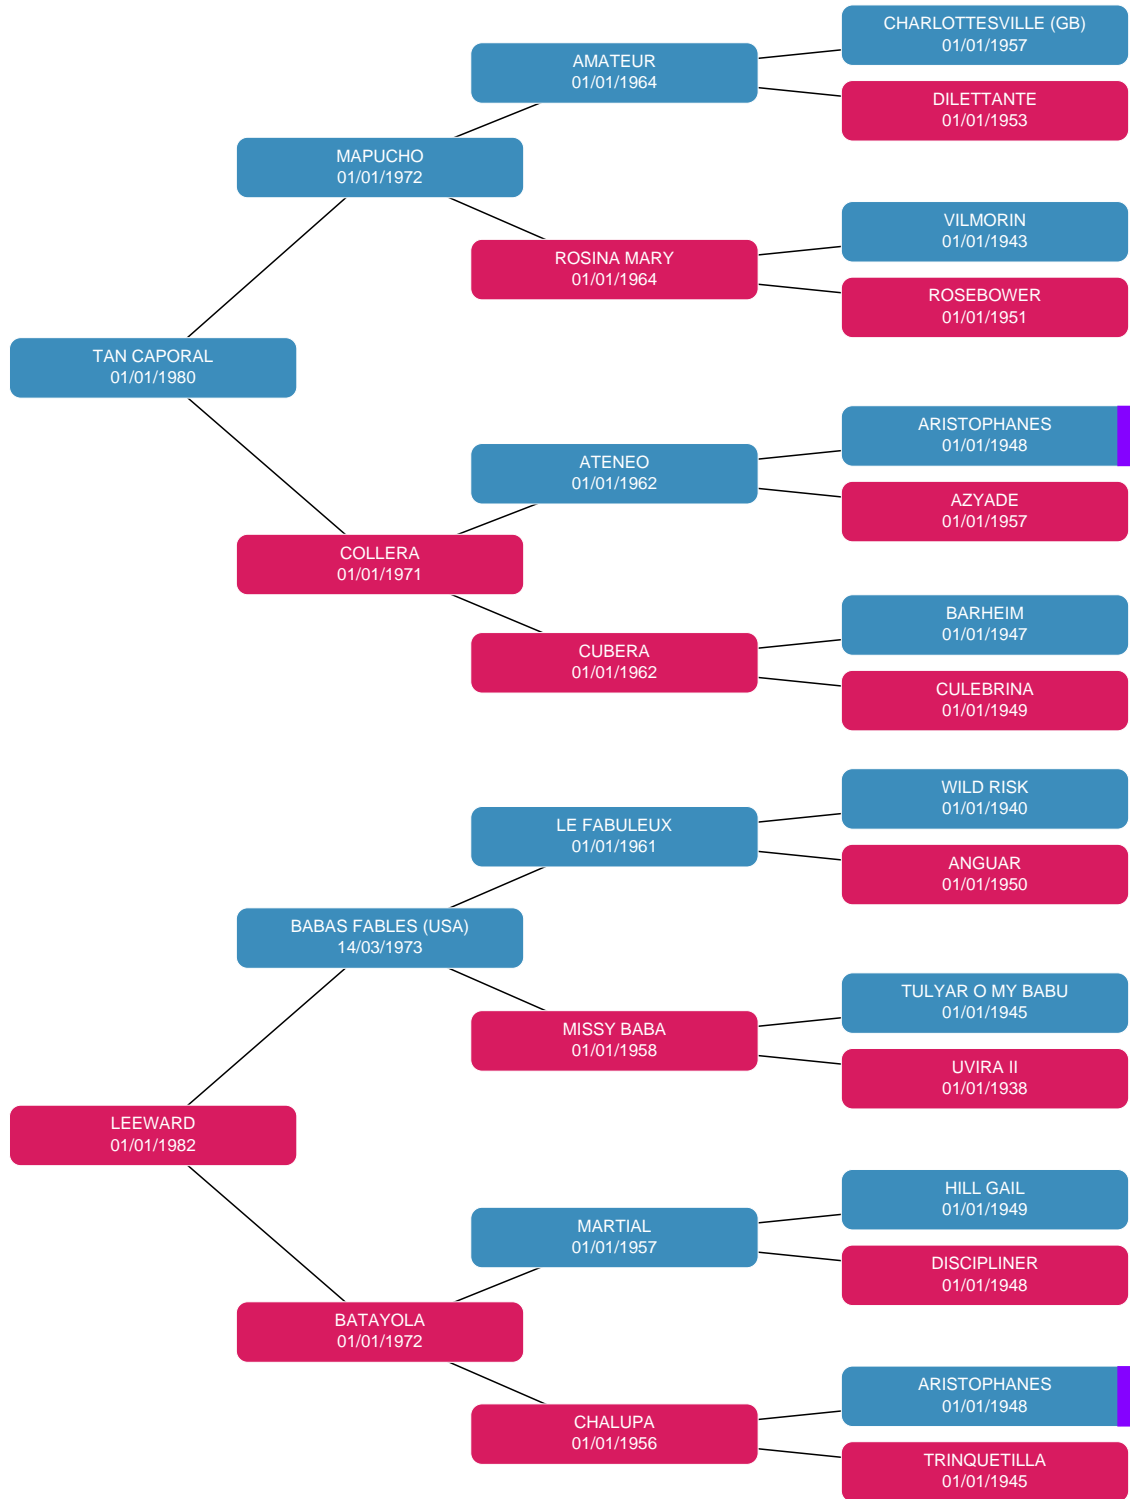 CHARLOTTESVILLE (GB)
01/01/1957
AMATEUR
01/01/1964
DILETTANTE
01/01/1953
MAPUCHO
01/01/1972
VILMORIN
01/01/1943
ROSINA MARY
01/01/1964
ROSEBOWER
01/01/1951
TAN CAPORAL
01/01/1980
ARISTOPHANES
01/01/1948
ATENEO
01/01/1962
AZYADE
01/01/1957
COLLERA
01/01/1971
BARHEIM
01/01/1947
CUBERA
01/01/1962
CULEBRINA
01/01/1949
WILD RISK
01/01/1940
LE FABULEUX
01/01/1961
ANGUAR
01/01/1950
BABAS FABLES (USA)
14/03/1973
TULYAR O MY BABU
01/01/1945
MISSY BABA
01/01/1958
UVIRA II
01/01/1938
LEEWARD
01/01/1982
HILL GAIL
01/01/1949
MARTIAL
01/01/1957
DISCIPLINER
01/01/1948
BATAYOLA
01/01/1972
ARISTOPHANES
01/01/1948
CHALUPA
01/01/1956
TRINQUETILLA
01/01/1945